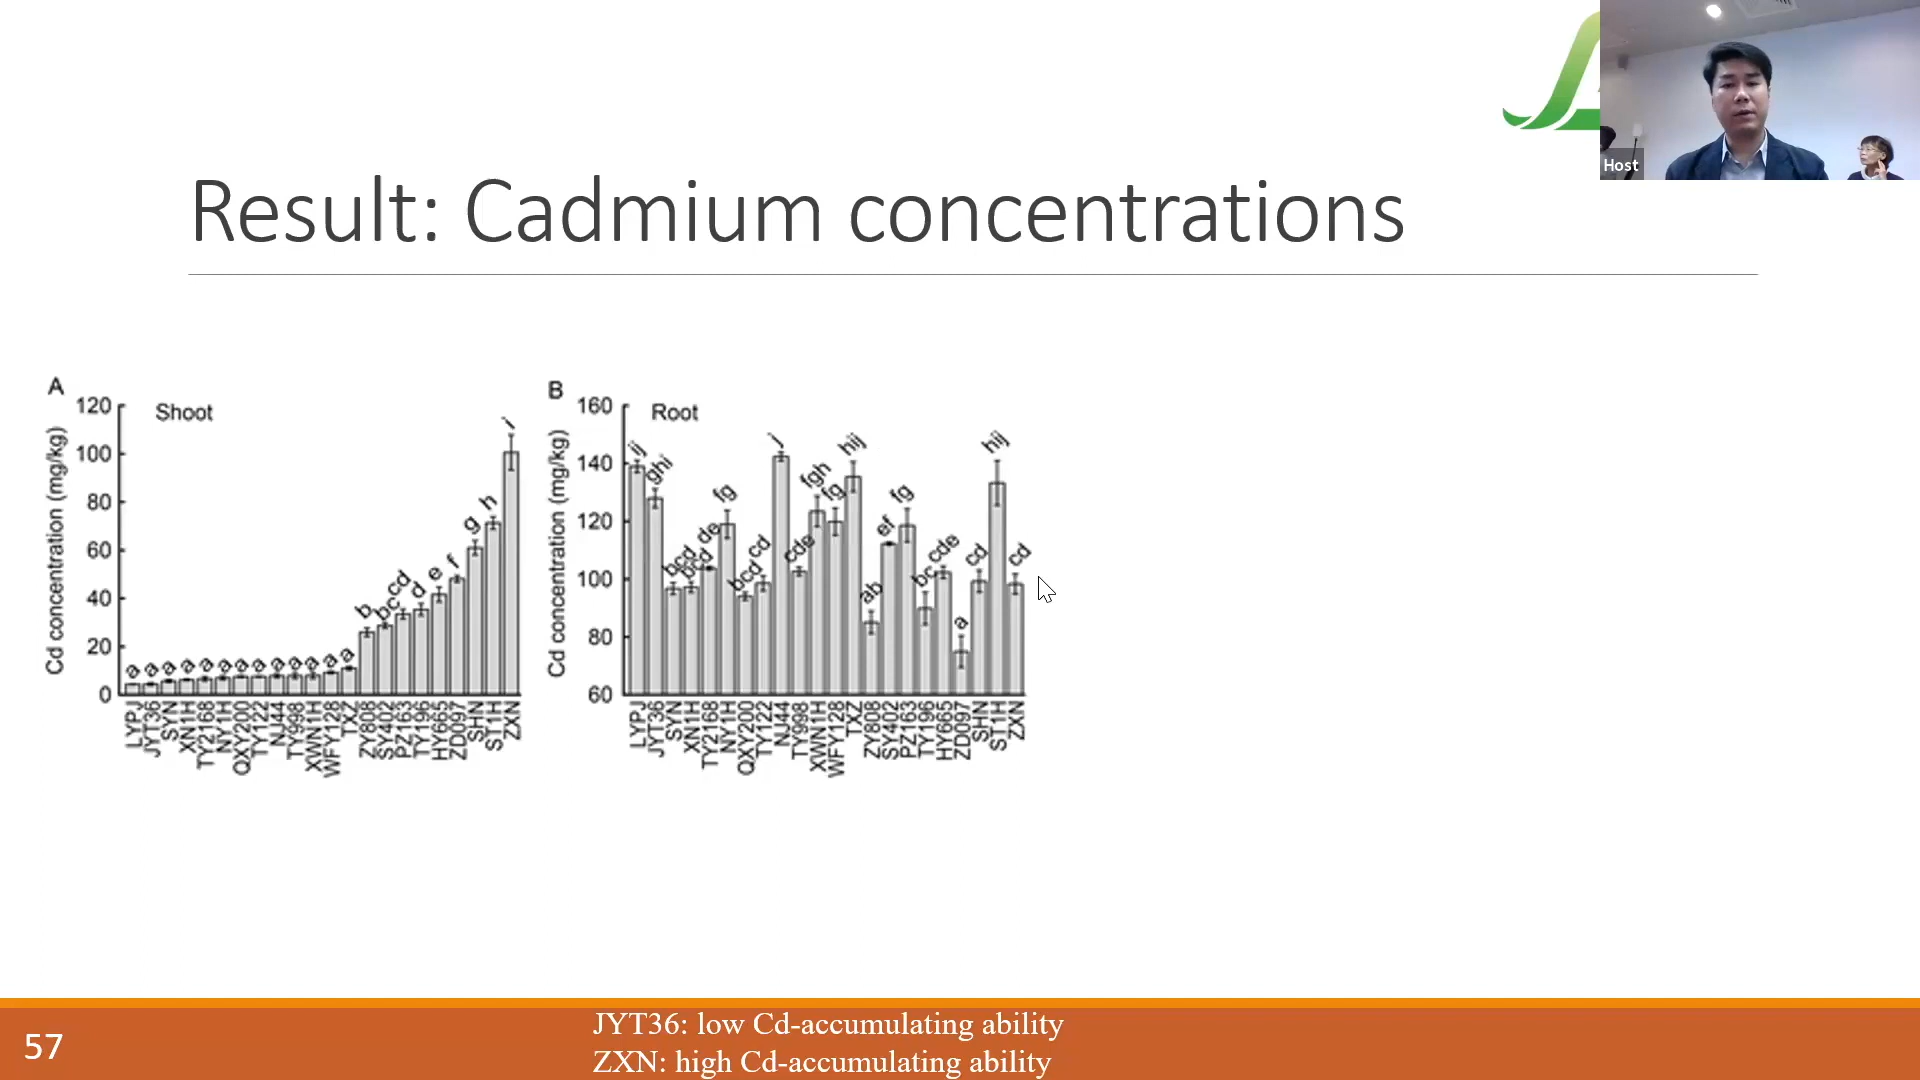 Host
Result: Cadmium concentrations
A
Shoot
Cd concentration (mg/kg)
120
100
80
60
40
20
0
a a a a a a a a a a a a a b bc cd d e f g h i
LYPJ JYT36 SYN XN1H TY2168 NY1H QXY200 TY122 NJ44 TY998 XWN1H WFY128 TXZ ZY808 SY402 PZ163 TY196 HY665 ZD097 SHN ST1H ZXN
B
Root
Cd concentration (mg/kg)
160
140
120
100
80
60
ij ghi bcd bcd de fg bcd cd j cde fgh fg hij ab ef fg bc cde a cd hij cd
LYPJ JYT36 SYN XN1H TY2168 NY1H QXY200 TY122 NJ44 TY998 XWN1H WFY128 TXZ ZY808 SY402 PZ163 TY196 HY665 ZD097 SHN ST1H ZXN
57
JYT36: low Cd-accumulating ability
ZXN: high Cd-accumulating ability